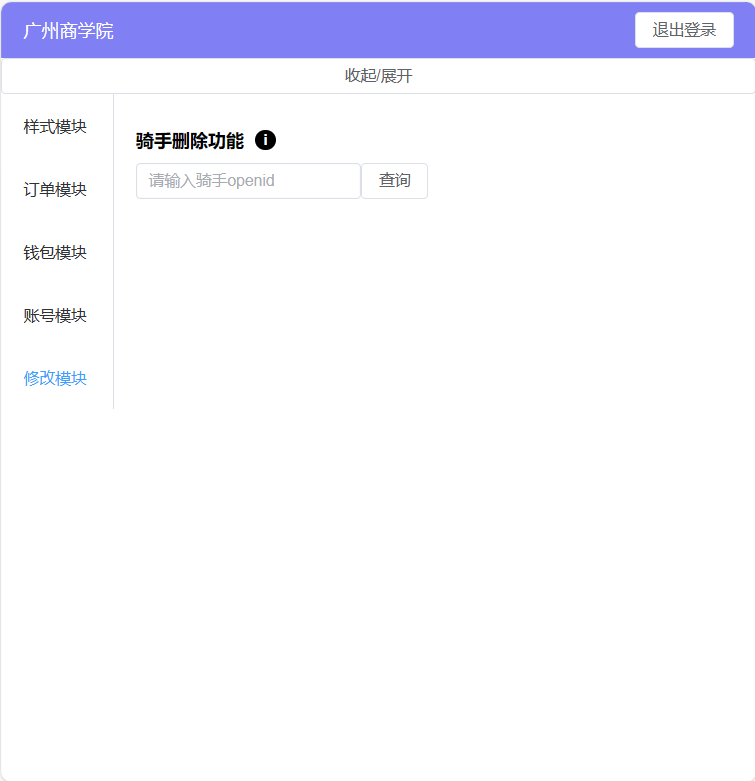 广州商学院
退出登录
收起/展开
样式模块
订单模块
钱包模块
账号模块
修改模块
骑手删除功能
请输入骑手openid
查询